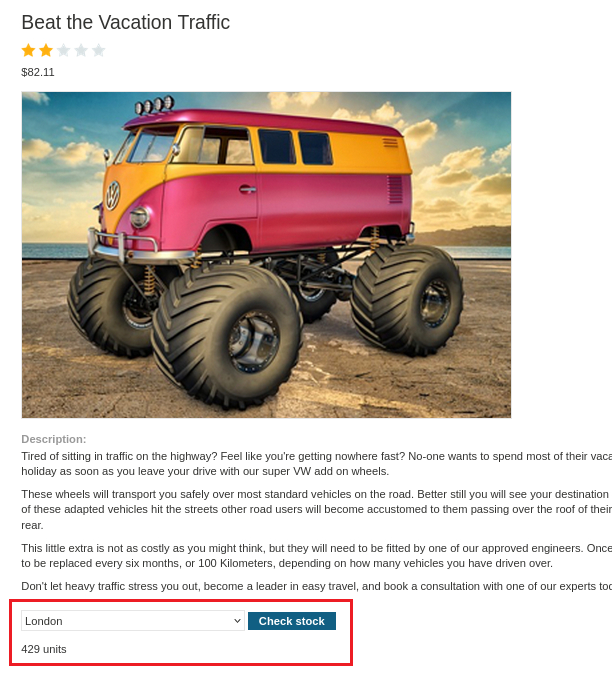 Beat the Vacation Traffic
$82.11
Description:
Tired of sitting in traffic on the highway? Feel like you're getting nowhere fast? No-one wants to spend most of their
holiday as soon as you leave your drive with our super VW add on wheels.
These wheels will transport you safely over most standard vehicles on the road. Better still you will see your destination
of these adapted vehicles hit the streets other road users will become accustomed to them passing over the roof of their
rear.
This little extra is not as costly as you might think, but they will need to be fitted by one of our approved engineers. Once
to be replaced every six months, or 100 Kilometers, depending on how many vehicles you have driven over.
Don't let heavy traffic stress you out, become a leader in easy travel, and book a consultation with one of our experts
London
Check stock
429 units